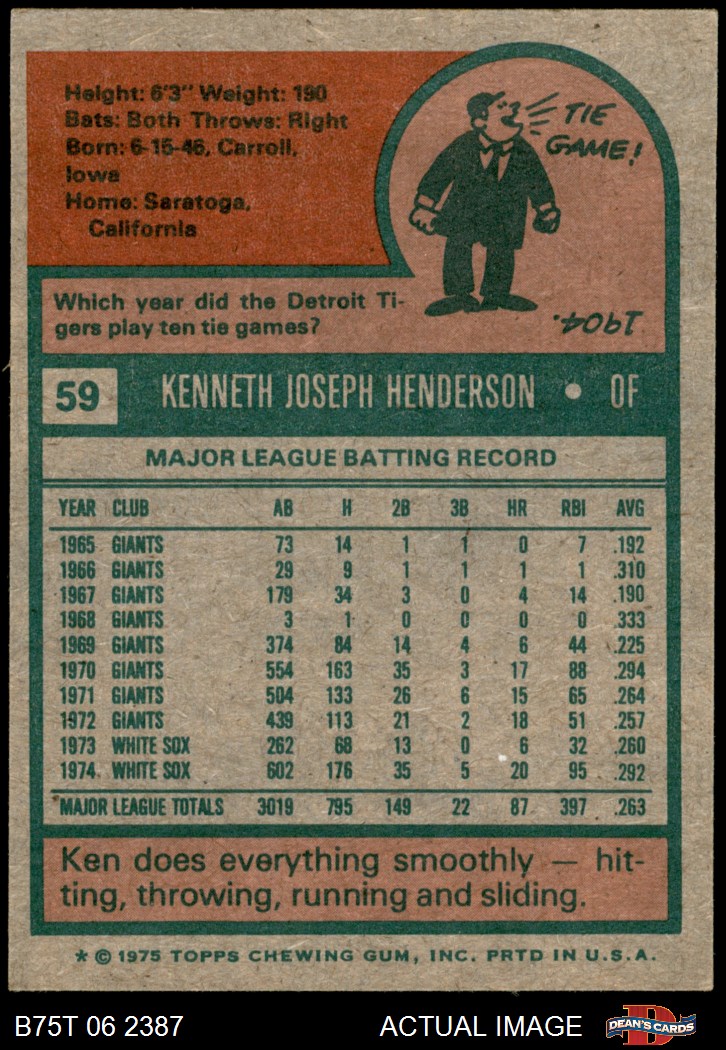 Height: 6'3" Weight: 190
Bats: Both Throws: Right
Born: 6-15-46, Carroll,
Iowa
Home: Saratoga,
California
TIE
GAME!
Which year did the Detroit Ti-
gers play ten tie games?
1904.
59 KENNETH JOSEPH HENDERSON • OF
MAJOR LEAGUE BATTING RECORD
YEAR CLUB AB H 2B 3B HR RBI AVG
1965 GIANTS 73 14 1 1 0 7 .192
1966 GIANTS 29 9 1 1 1 1 .310
1967 GIANTS 179 34 3 0 4 14 .190
1968 GIANTS 3 1 0 0 0 0 .333
1969 GIANTS 374 84 14 4 6 44 .225
1970 GIANTS 554 163 35 3 17 88 .294
1971 GIANTS 504 133 26 6 15 65 .264
1972 GIANTS 439 113 21 2 18 51 .257
1973 WHITE SOX 262 68 13 0 6 32 .260
1974 WHITE SOX 602 176 35 5 20 95 .292
MAJOR LEAGUE TOTALS 3019 795 149 22 87 397 .263
Ken does everything smoothly — hit-
ting, throwing, running and sliding.
* © 1975 TOPPS CHEWING GUM, INC. PRTD IN U.S.A.
B75T 06 2387 ACTUAL IMAGE D DEAN'S CARDS